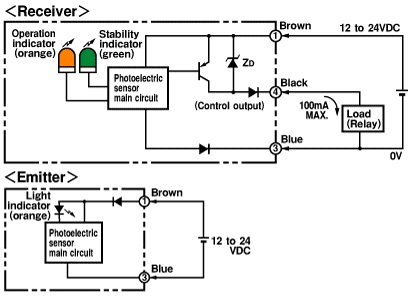 <Receiver>
Operation indicator (orange)
Stability indicator (green)
Brown
1
12 to 24VDC
Photoelectric sensor main circuit
ZD
Black
4
(Control output)
100mA MAX.
Load (Relay)
Blue
3
0V
<Emitter>
Light indicator (orange)
Brown
1
Photoelectric sensor main circuit
12 to 24 VDC
Blue
3